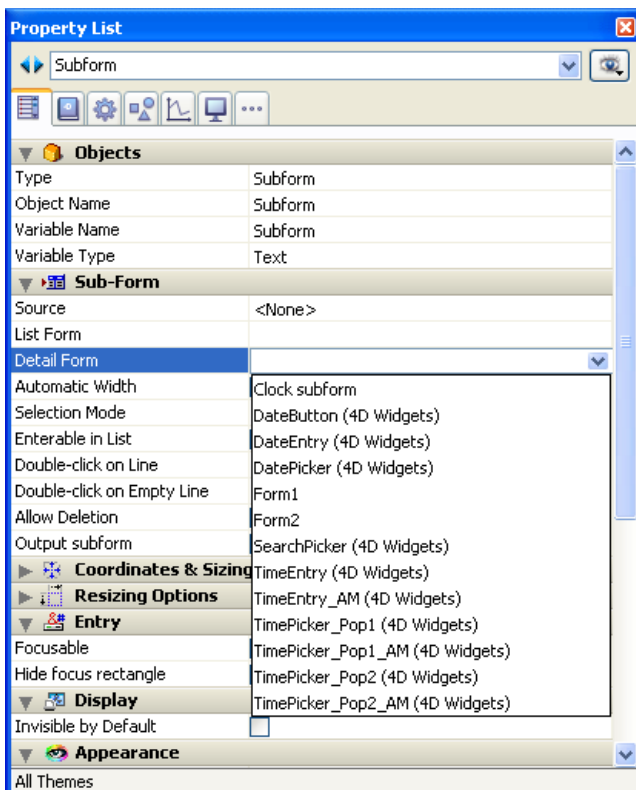 Property List
Subform
Objects
Type Subform
Object Name Subform
Variable Name Subform
Variable Type Text
Sub-Form
Source <None>
List Form
Detail Form
Automatic Width
Clock subform
Selection Mode
DateButton (4D Widgets)
Enterable in List
DateEntry (4D Widgets)
Double-click on Line
DatePicker (4D Widgets)
Double-click on Empty Line
Form1
Allow Deletion
Form2
Output subform
SearchPicker (4D Widgets)
Coordinates & Sizing
TimeEntry (4D Widgets)
Resizing Options
TimeEntry_AM (4D Widgets)
Entry
TimePicker_Pop1 (4D Widgets)
Focusable
TimePicker_Pop1_AM (4D Widgets)
Hide focus rectangle
TimePicker_Pop2 (4D Widgets)
Display
TimePicker_Pop2_AM (4D Widgets)
Invisible by Default
Appearance
All Themes